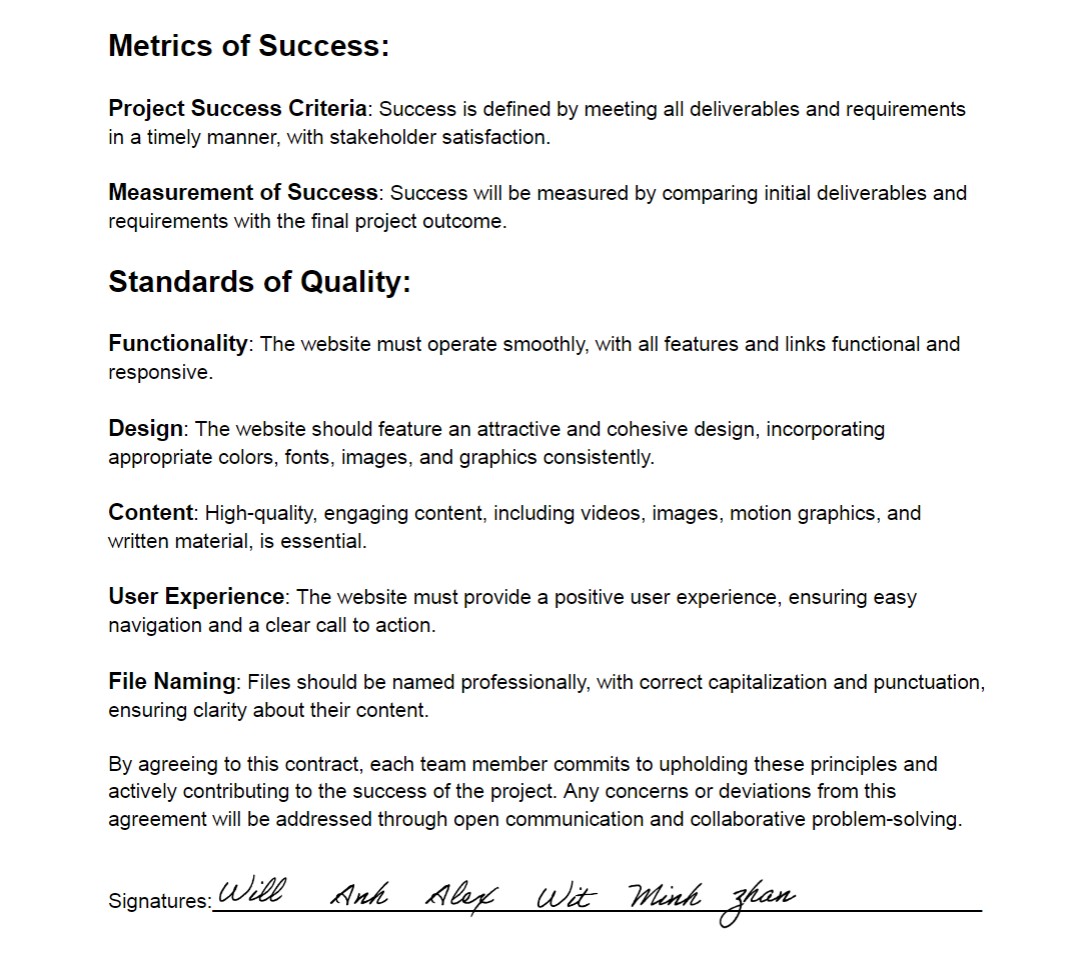 Metrics of Success:
Project Success Criteria: Success is defined by meeting all deliverables and requirements
in a timely manner, with stakeholder satisfaction.
Measurement of Success: Success will be measured by comparing initial deliverables and
requirements with the final project outcome.
Standards of Quality:
Functionality: The website must operate smoothly, with all features and links functional and
responsive.
Design: The website should feature an attractive and cohesive design, incorporating
appropriate colors, fonts, images, and graphics consistently.
Content: High-quality, engaging content, including videos, images, motion graphics, and
written material, is essential.
User Experience: The website must provide a positive user experience, ensuring easy
navigation and a clear call to action.
File Naming: Files should be named professionally, with correct capitalization and punctuation,
ensuring clarity about their content.
By agreeing to this contract, each team member commits to upholding these principles and
actively contributing to the success of the project. Any concerns or deviations from this
agreement will be addressed through open communication and collaborative problem-solving.
Signatures: Will Anh Alex Wit Minh zhan